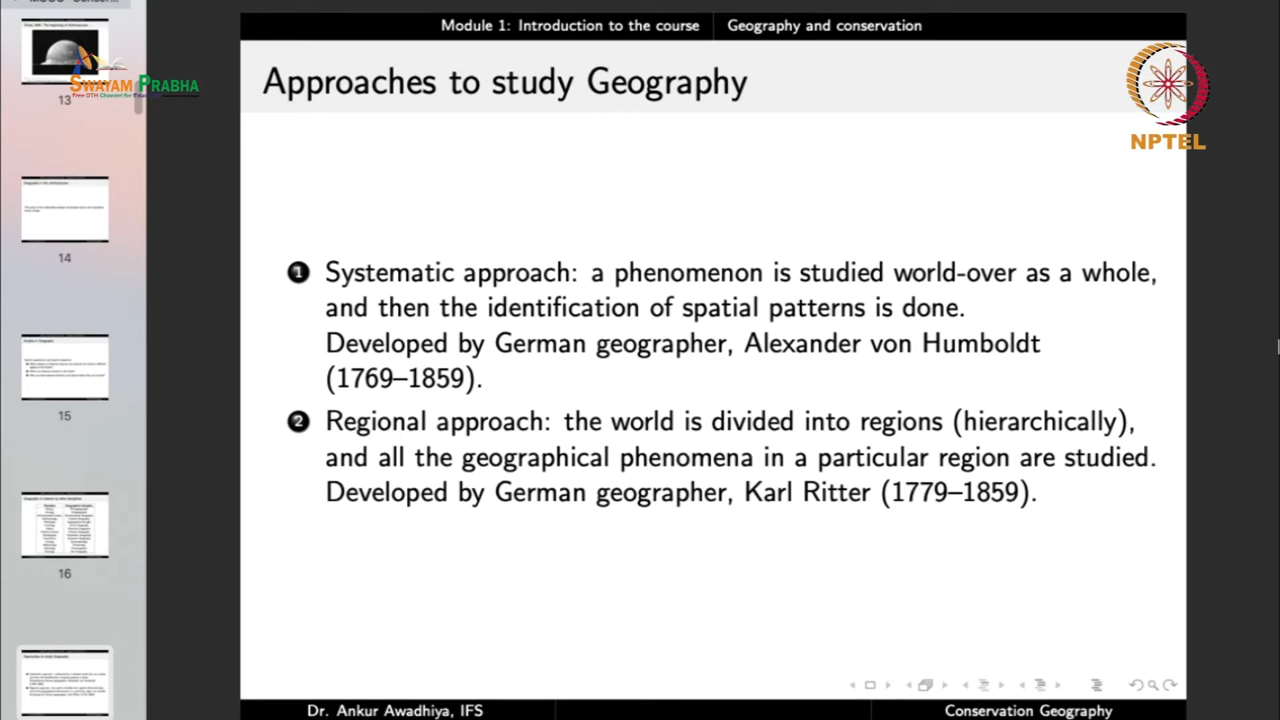 Module 1: Introduction to the course
Geography and conservation
Approaches to study Geography
SWAYAM PRABHA
Free DTH Channel for
NPTEL
13
14
15
16
1 Systematic approach: a phenomenon is studied world-over as a whole,
and then the identification of spatial patterns is done.
Developed by German geographer, Alexander von Humboldt
(1769–1859).
2 Regional approach: the world is divided into regions (hierarchically),
and all the geographical phenomena in a particular region are studied.
Developed by German geographer, Karl Ritter (1779–1859).
Dr. Ankur Awadhiya, IFS
Conservation Geography